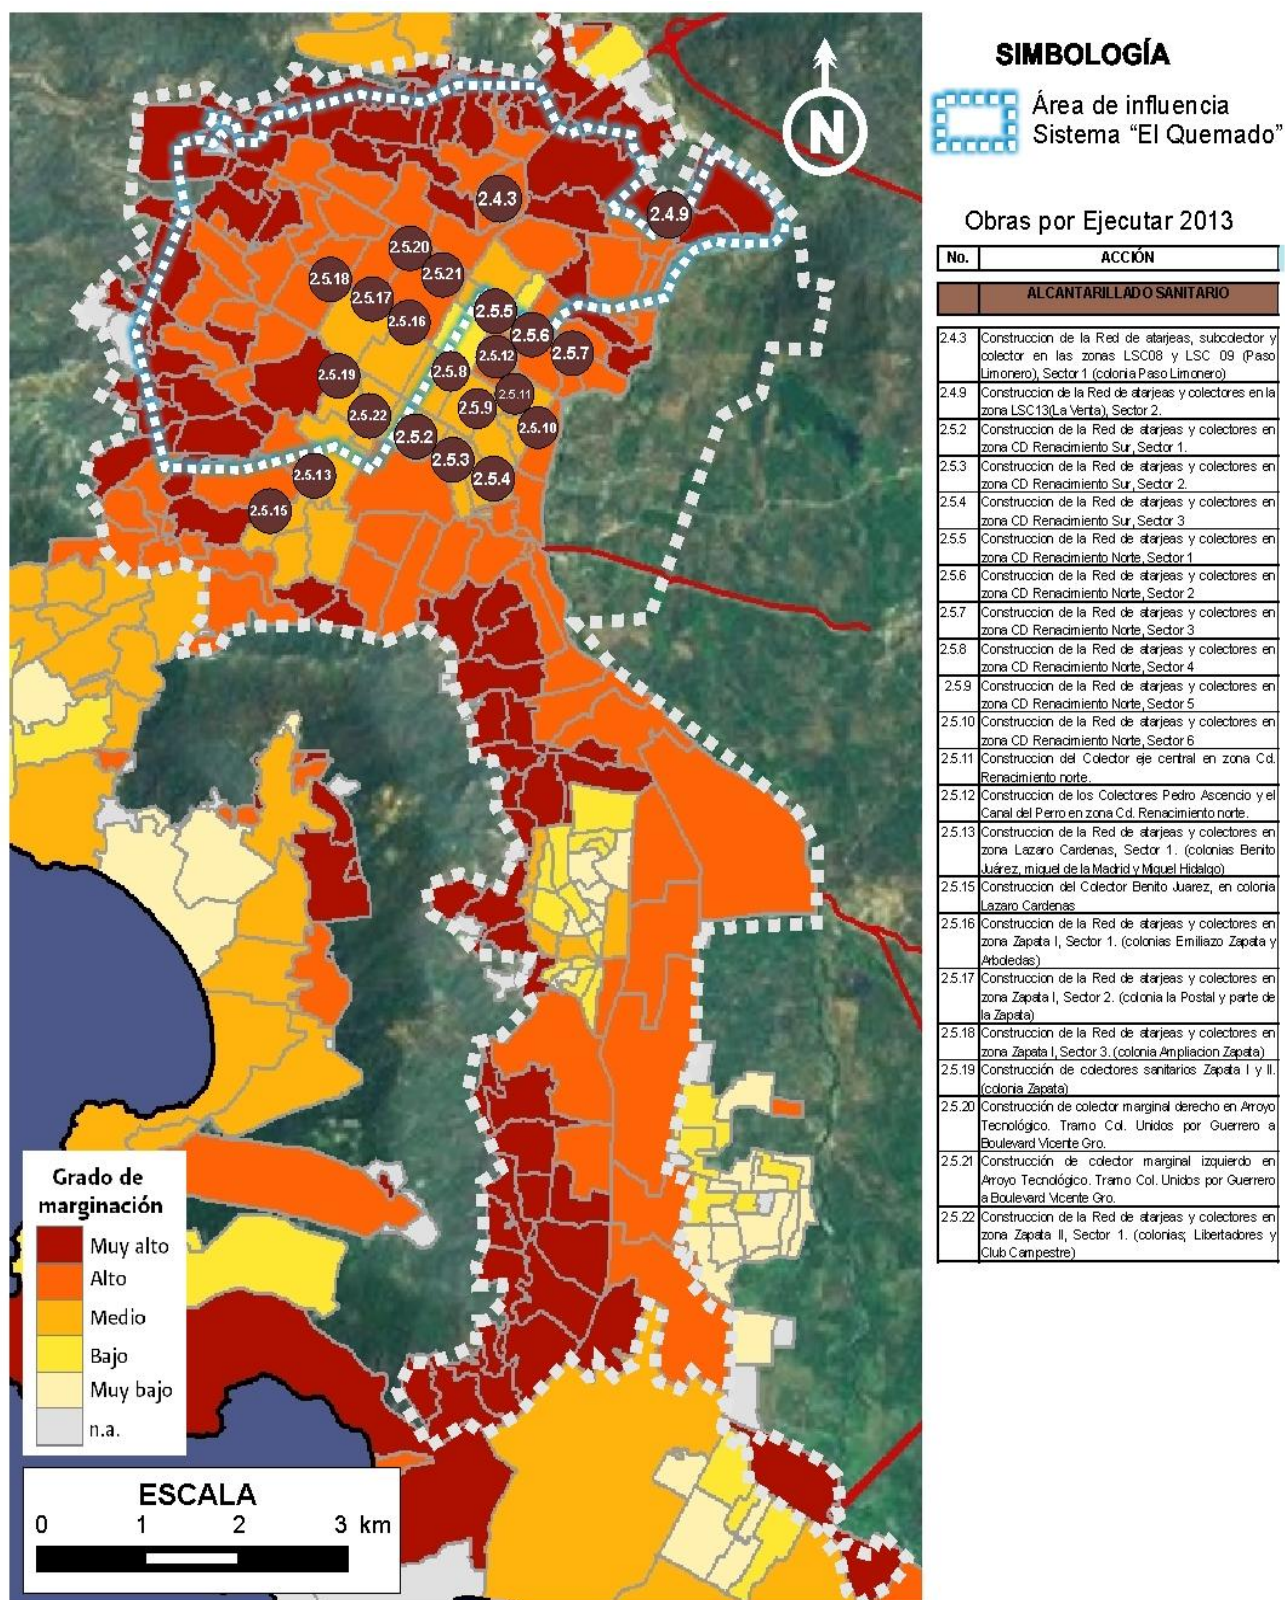 SIMBOLOGÍA
Área de influencia
Sistema “El Quemado”
Obras por Ejecutar 2013
No. ACCIÓN
ALCANTARILLADO SANITARIO
2.4.3 Construccion de la Red de atarjeas, subcolector y
colector en las zonas LSC08 y LSC 09 (Paso
Limonero), Sector 1 (colonia Paso Limonero)
2.4.9 Construccion de la Red de atarjeas y colectores en la
zona LSC13(La Venta), Sector 2.
2.5.2 Construccion de la Red de atarjeas y colectores en
zona CD Renacimiento Sur, Sector 1.
2.5.3 Construccion de la Red de atarjeas y colectores en
zona CD Renacimiento Sur, Sector 2.
2.5.4 Construccion de la Red de atarjeas y colectores en
zona CD Renacimiento Sur, Sector 3
2.5.5 Construccion de la Red de atarjeas y colectores en
zona CD Renacimiento Norte, Sector 1
2.5.6 Construccion de la Red de atarjeas y colectores en
zona CD Renacimiento Norte, Sector 2
2.5.7 Construccion de la Red de atarjeas y colectores en
zona CD Renacimiento Norte, Sector 3
2.5.8 Construccion de la Red de atarjeas y colectores en
zona CD Renacimiento Norte, Sector 4
2.5.9 Construccion de la Red de atarjeas y colectores en
zona CD Renacimiento Norte, Sector 5
2.5.10 Construccion de la Red de atarjeas y colectores en
zona CD Renacimiento Norte, Sector 6
2.5.11 Construccion del Colector eje central en zona Cd.
Renacimiento norte.
2.5.12 Construccion de los Colectores Pedro Ascencio y el
Canal del Perro en zona Cd. Renacimiento norte.
2.5.13 Construccion de la Red de atarjeas y colectores en
zona Lazaro Cardenas, Sector 1. (colonias Benito
Juárez, miguel de la Madrid y Miguel Hidalgo)
2.5.15 Construccion del Colector Benito Juarez, en colonia
Lazaro Cardenas
2.5.16 Construccion de la Red de atarjeas y colectores en
zona Zapata I, Sector 1. (colonias Emiliazo Zapata y
Arboledas)
2.5.17 Construccion de la Red de atarjeas y colectores en
zona Zapata I, Sector 2. (colonia la Postal y parte de
la Zapata)
2.5.18 Construccion de la Red de atarjeas y colectores en
zona Zapata I, Sector 3. (colonia Ampliacion Zapata)
2.5.19 Construcción de colectores sanitarios Zapata I y II.
(colonia Zapata)
2.5.20 Construcción de colector marginal derecho en Arroyo
Tecnológico. Tramo Col. Unidos por Guerrero a
Boulevard Vicente Gro.
2.5.21 Construcción de colector marginal izquierdo en
Arroyo Tecnológico. Tramo Col. Unidos por Guerrero
a Boulevard Vicente Gro.
2.5.22 Construccion de la Red de atarjeas y colectores en
zona Zapata II, Sector 1. (colonias; Libertadores y
Club Campestre)
N
2.4.3
2.4.9
2.5.20
2.5.21
2.5.18
2.5.17
2.5.16
2.5.5
2.5.6
2.5.7
2.5.12
2.5.8
2.5.19
2.5.11
2.5.9
2.5.22
2.5.10
2.5.2
2.5.3
2.5.4
2.5.13
2.5.15
Grado de
marginación
Muy alto
Alto
Medio
Bajo
Muy bajo
n.a.
ESCALA
0 1 2 3 km